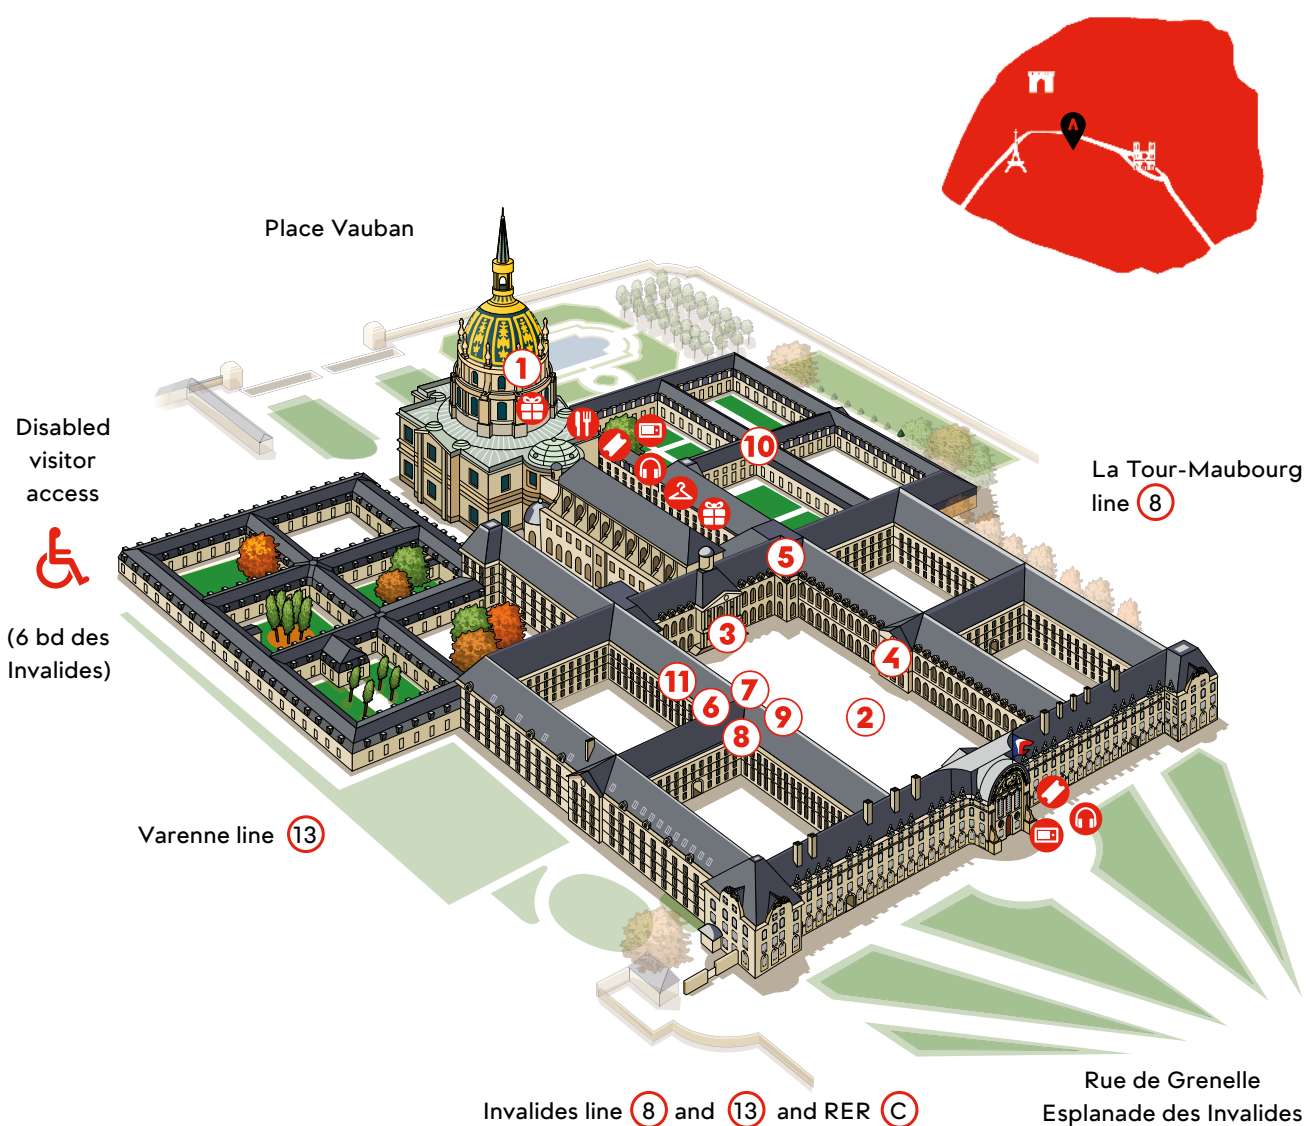 Place Vauban
1
10
Disabled
visitor
access
(6 bd des
Invalides)
La Tour-Maubourg
line 8
5
3
4
11
7
6
9
2
8
Varenne line 13
Rue de Grenelle
Esplanade des Invalides
Invalides line 8 and 13 and RER C